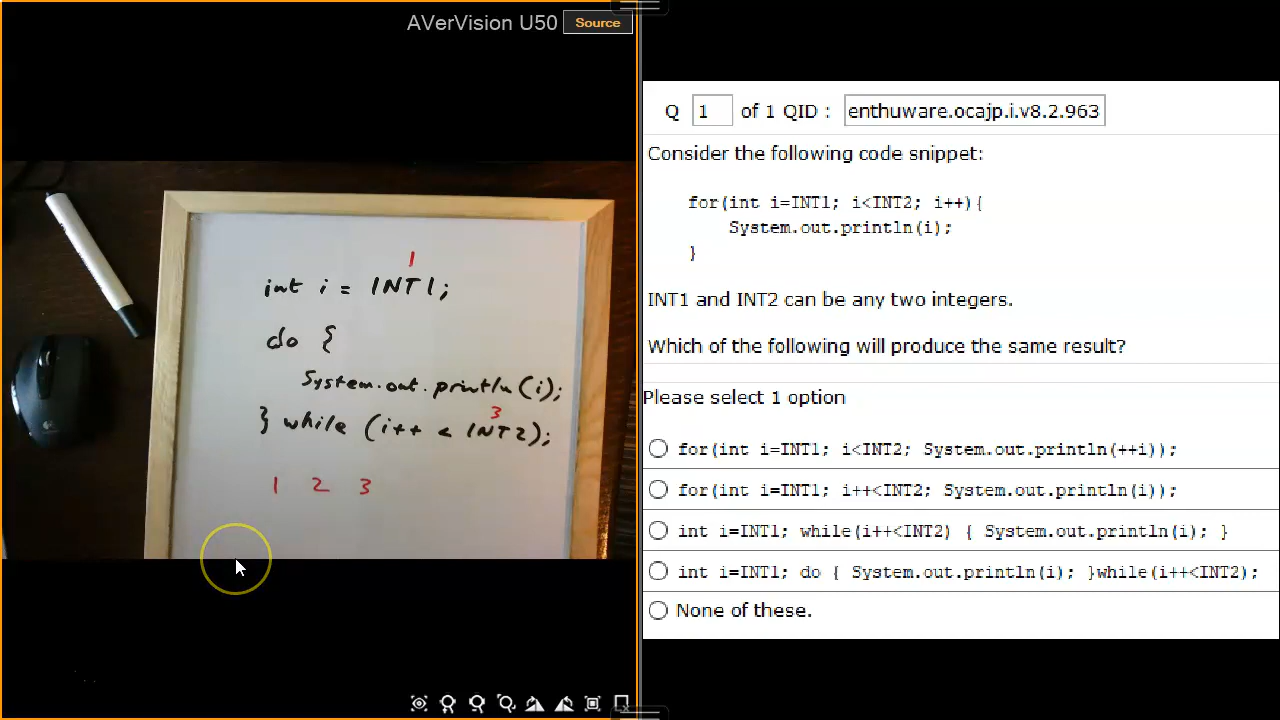 AVerVision U50 Source
1
int i = INT1;
do {
System.out.println(i);
3
} while (i++ < INT2);
1 2 3
Q 1 of 1 QID : enthuware.ocajp.i.v8.2.963
Consider the following code snippet:
for(int i=INT1; i<INT2; i++){
System.out.println(i);
}
INT1 and INT2 can be any two integers.
Which of the following will produce the same result?
Please select 1 option
for(int i=INT1; i<INT2; System.out.println(++i));
for(int i=INT1; i++<INT2; System.out.println(i));
int i=INT1; while(i++<INT2) { System.out.println(i); }
int i=INT1; do { System.out.println(i); }while(i++<INT2);
None of these.